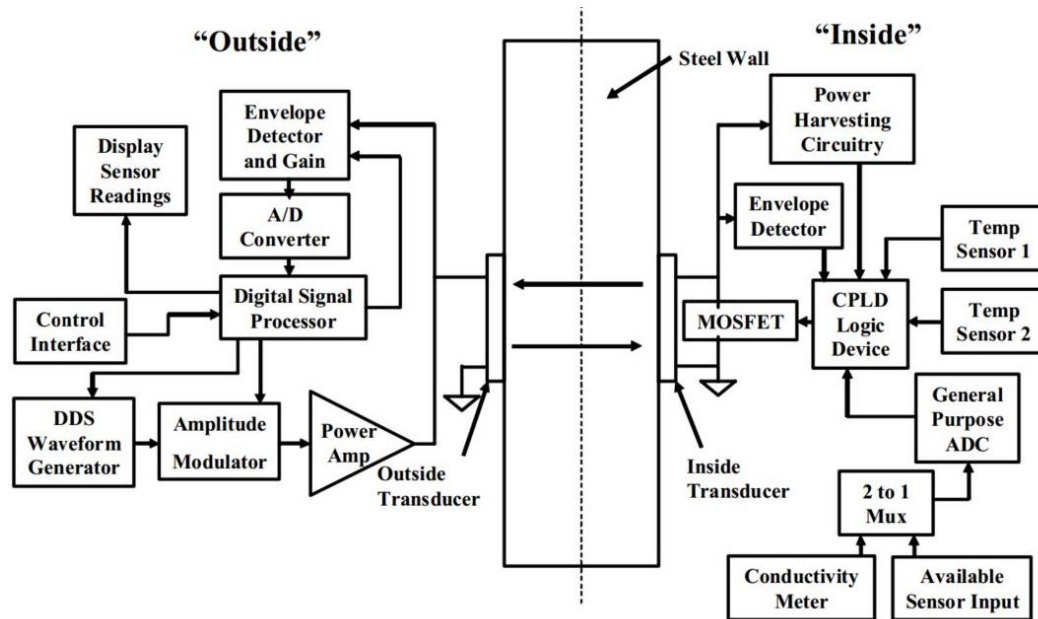 “Outside”
“Inside”
Steel Wall
Envelope
Detector
and Gain
Display
Sensor
Readings
A/D
Converter
Digital Signal
Processor
Control
Interface
DDS
Waveform
Generator
Amplitude
Modulator
Power
Amp
Outside
Transducer
Inside
Transducer
Power
Harvesting
Circuitry
Envelope
Detector
Temp
Sensor 1
MOSFET
CPLD
Logic
Device
Temp
Sensor 2
General
Purpose
ADC
2 to 1
Mux
Conductivity
Meter
Available
Sensor Input